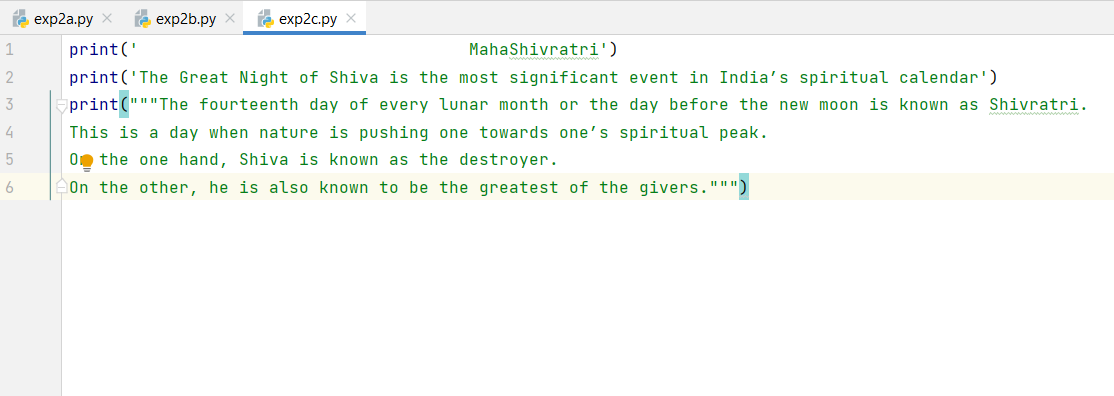 exp2a.py exp2b.py exp2c.py
1 print('                                 MahaShivratri')
2 print('The Great Night of Shiva is the most significant event in India’s spiritual calendar')
3 print("""The fourteenth day of every lunar month or the day before the new moon is known as Shivratri.
4 This is a day when nature is pushing one towards one’s spiritual peak.
5 On the one hand, Shiva is known as the destroyer.
6 On the other, he is also known to be the greatest of the givers.""")